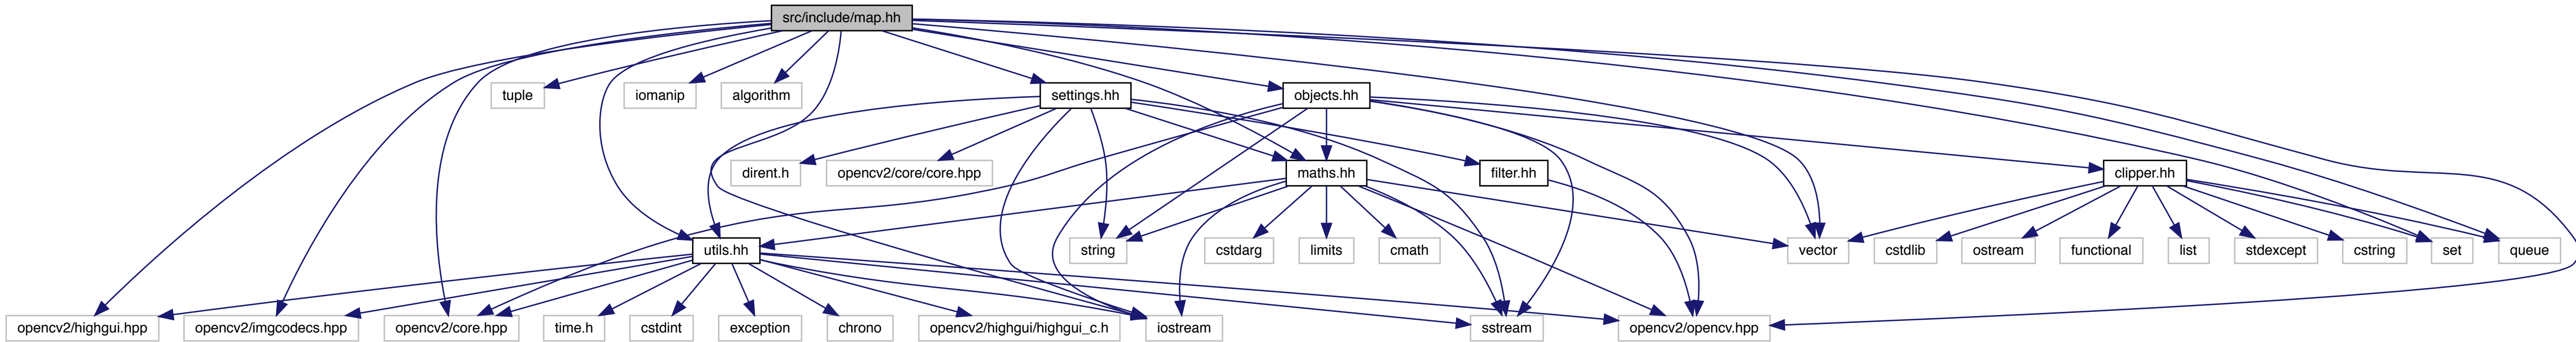 src/include/map.hh
tuple
iomanip
algorithm
settings.hh
objects.hh
dirent.h
opencv2/core/core.hpp
maths.hh
filter.hh
clipper.hh
utils.hh
string
cstdarg
limits
cmath
vector
cstdlib
ostream
functional
list
stdexcept
cstring
set
queue
opencv2/highgui.hpp
opencv2/imgcodecs.hpp
opencv2/core.hpp
time.h
cstdint
exception
chrono
opencv2/highgui/highgui_c.h
iostream
sstream
opencv2/opencv.hpp